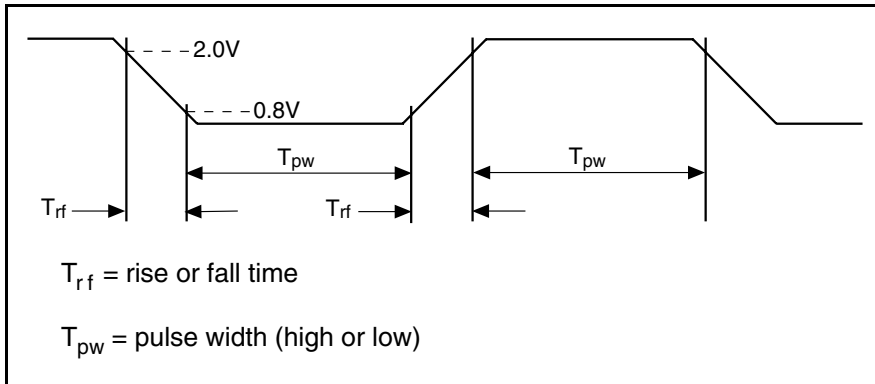 2.0V
0.8V
Tpw
Tpw
Trf
Trf
Trf = rise or fall time
Tpw = pulse width (high or low)